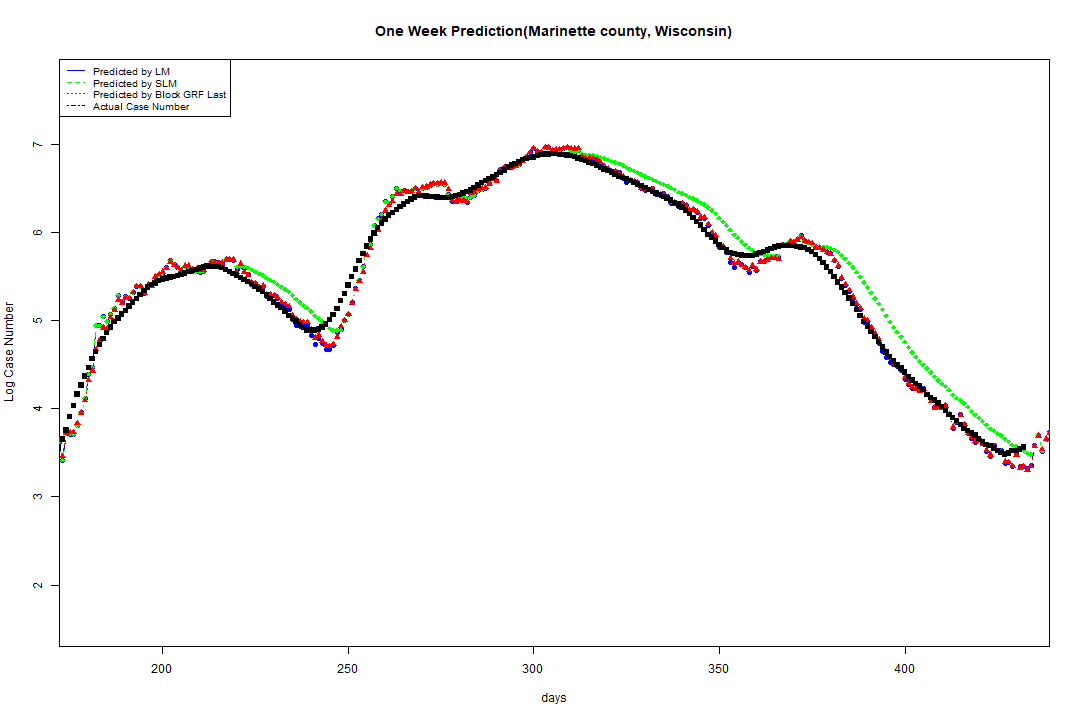 One Week Prediction(Marinette county, Wisconsin)
Predicted by LM
Predicted by SLM
Predicted by Block GRF Last
Actual Case Number
7
6
5
4
3
2
Log Case Number
200 250 300 350 400
days